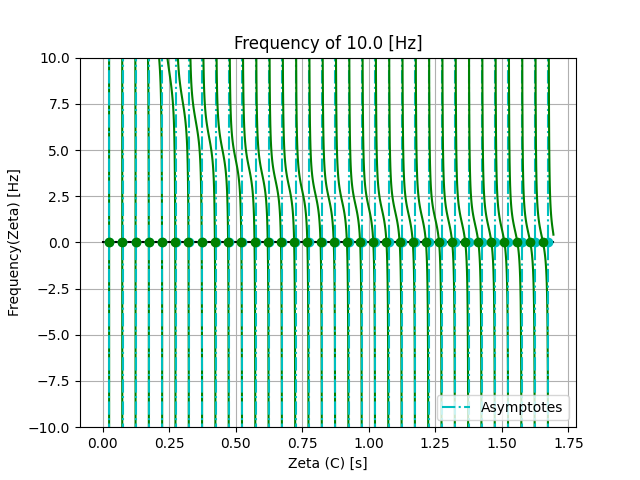 Frequency of 10.0 [Hz]
10.0
7.5
5.0
2.5
0.0
−2.5
−5.0
−7.5
−10.0
Frequency(Zeta) [Hz]
Asymptotes
0.00 0.25 0.50 0.75 1.00 1.25 1.50 1.75
Zeta (C) [s]